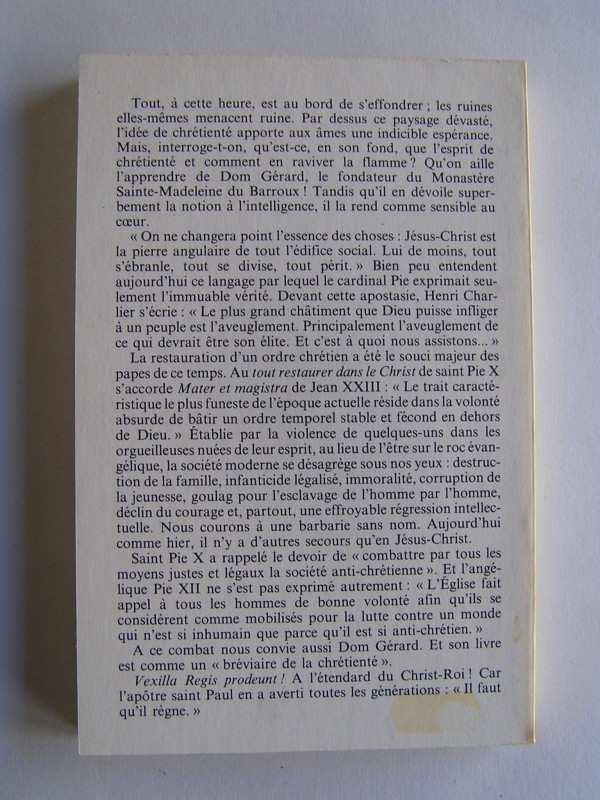 Tout, à cette heure, est au bord de s'effondrer ; les ruines
elles-mêmes menacent ruine. Par dessus ce paysage dévasté,
l'idée de chrétienté apporte aux âmes une indicible espérance.
Mais, interroge-t-on, qu'est-ce, en son fond, que l'esprit de
chrétienté et comment en raviver la flamme ? Qu'on aille
l'apprendre de Dom Gérard, le fondateur du Monastère
Sainte-Madeleine du Barroux ! Tandis qu'il en dévoile super-
bement la notion à l'intelligence, il la rend comme sensible au
cœur.
« On ne changera point l'essence des choses : Jésus-Christ est
la pierre angulaire de tout l'édifice social. Lui de moins, tout
s'ébranle, tout se divise, tout périt. » Bien peu entendent
aujourd'hui ce langage par lequel le cardinal Pie exprimait seu-
lement l'immuable vérité. Devant cette apostasie, Henri Char-
lier s'écrie : « Le plus grand châtiment que Dieu puisse infliger
à un peuple est l'aveuglement. Principalement l'aveuglement de
ce qui devrait être son élite. Et c'est à quoi nous assistons... »
La restauration d'un ordre chrétien a été le souci majeur des
papes de ce temps. Au tout restaurer dans le Christ de saint Pie X
s'accorde Mater et magistra de Jean XXIII : « Le trait caracté-
ristique le plus funeste de l'époque actuelle réside dans la volonté
absurde de bâtir un ordre temporel stable et fécond en dehors
de Dieu. » Établie par la violence de quelques-uns dans les
orgueilleuses nuées de leur esprit, au lieu de l'être sur le roc évan-
gélique, la société moderne se désagrège sous nos yeux : destruc-
tion de la famille, infanticide légalisé, immoralité, corruption de
la jeunesse, goulag pour l'esclavage de l'homme par l'homme,
déclin du courage et, partout, une effroyable régression intellec-
tuelle. Nous courons à une barbarie sans nom. Aujourd'hui
comme hier, il n'y a d'autres secours qu'en Jésus-Christ.
Saint Pie X a rappelé le devoir de « combattre par tous les
moyens justes et légaux la société anti-chrétienne ». Et l'angé-
lique Pie XII ne s'est pas exprimé autrement : « L'Église fait
appel à tous les hommes de bonne volonté afin qu'ils se
considèrent comme mobilisés pour la lutte contre un monde
qui n'est si inhumain que parce qu'il est si anti-chrétien. »
A ce combat nous convie aussi Dom Gérard. Et son livre
est comme un « bréviaire de la chrétienté ».
Vexilla Regis prodeunt ! A l'étendard du Christ-Roi ! Car
l'apôtre saint Paul en a averti toutes les générations : « Il faut
qu'il règne. »